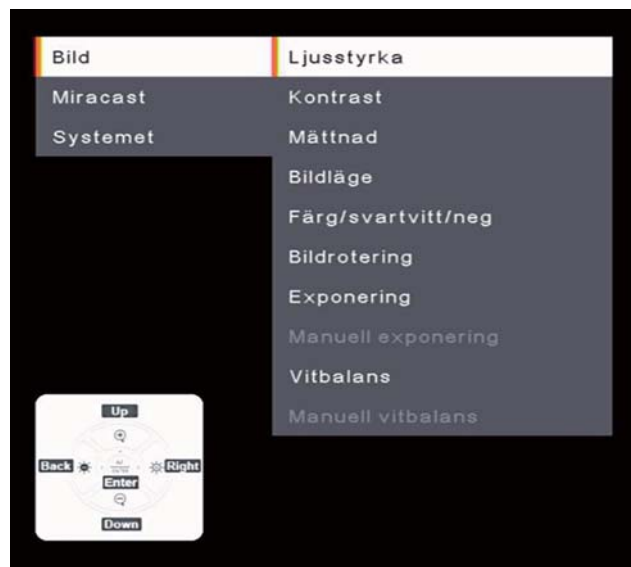 Bild
Miracast
Systemet
Ljusstyrka
Kontrast
Mättnad
Bildläge
Färg/svartvitt/neg
Bildrotering
Exponering
Manuell exponering
Vitbalans
Manuell vitbalans
Up
Back
Right
Enter
Down